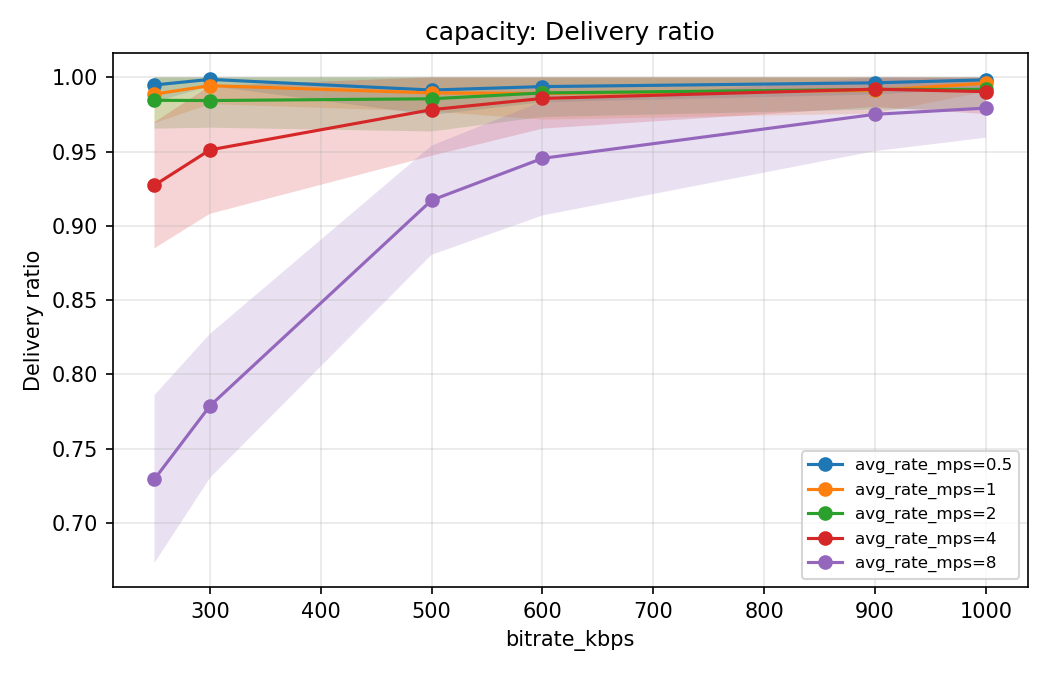 capacity: Delivery ratio
Delivery ratio
1.00
0.95
0.90
0.85
0.80
0.75
0.70
300 400 500 600 700 800 900 1000
bitrate_kbps
avg_rate_mps=0.5
avg_rate_mps=1
avg_rate_mps=2
avg_rate_mps=4
avg_rate_mps=8